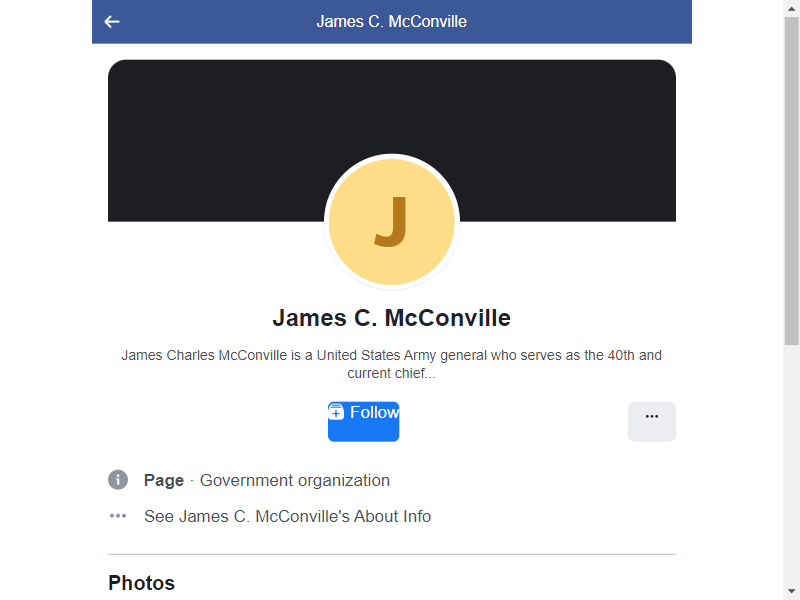 James C. McConville
J
James C. McConville
James Charles McConville is a United States Army general who serves as the 40th and
current chief...
Follow
Page · Government organization
See James C. McConville's About Info
Photos